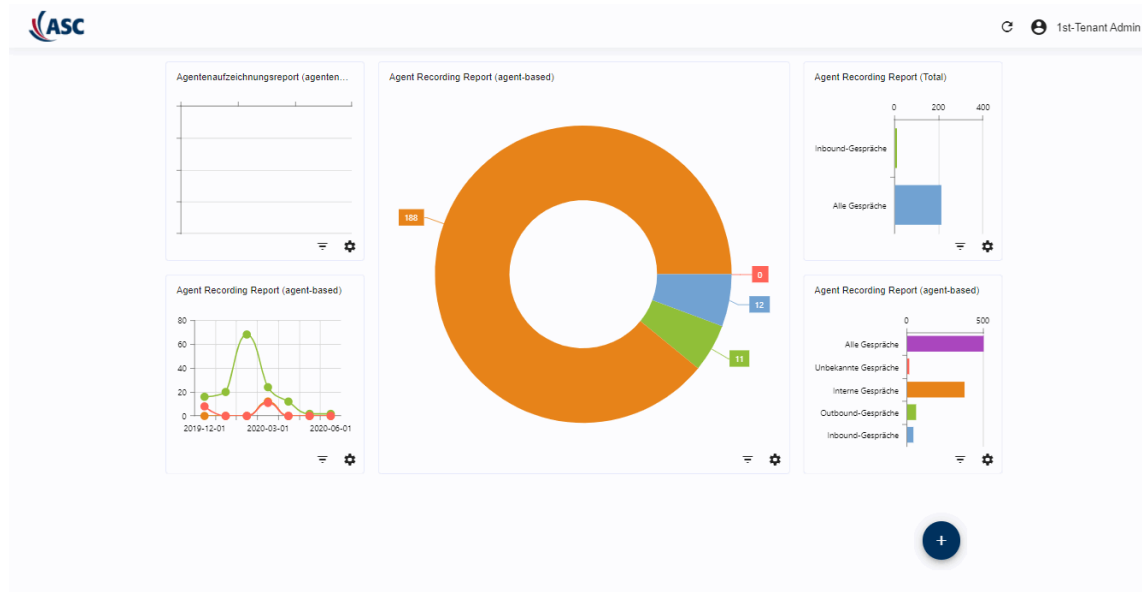 ASC
1st-Tenant Admin
Agentenaufzeichnungsreport (agenten...
Agent Recording Report (agent-based)
188
0
12
11
Agent Recording Report (Total)
0 200 400
Inbound-Gespräche
Alle Gespräche
Agent Recording Report (agent-based)
80
60
40
20
0
2019-12-01 2020-03-01 2020-06-01
Agent Recording Report (agent-based)
0 500
Alle Gespräche
Unbekannte Gespräche
Interne Gespräche
Outbound-Gespräche
Inbound-Gespräche